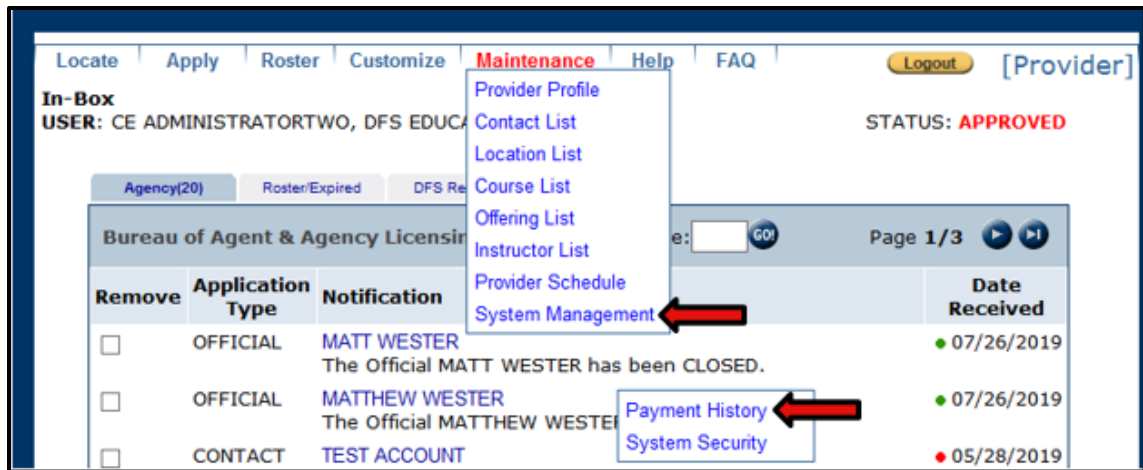 Locate Apply Roster Customize Maintenance Help FAQ Logout [Provider]
In-Box
USER: CE ADMINISTRATORTWO, DFS EDUCA STATUS: APPROVED
Provider Profile
Contact List
Location List
Course List
Offering List
Instructor List
Provider Schedule
System Management
Agency(20) Roster/Expired DFS Re
Bureau of Agent & Agency Licensin e: GO! Page 1/3
Remove Application Type Notification Date Received
OFFICIAL MATT WESTER 07/26/2019
The Official MATT WESTER has been CLOSED.
OFFICIAL MATTHEW WESTER 07/26/2019
The Official MATTHEW WESTE
Payment History
System Security
CONTACT TEST ACCOUNT 05/28/2019